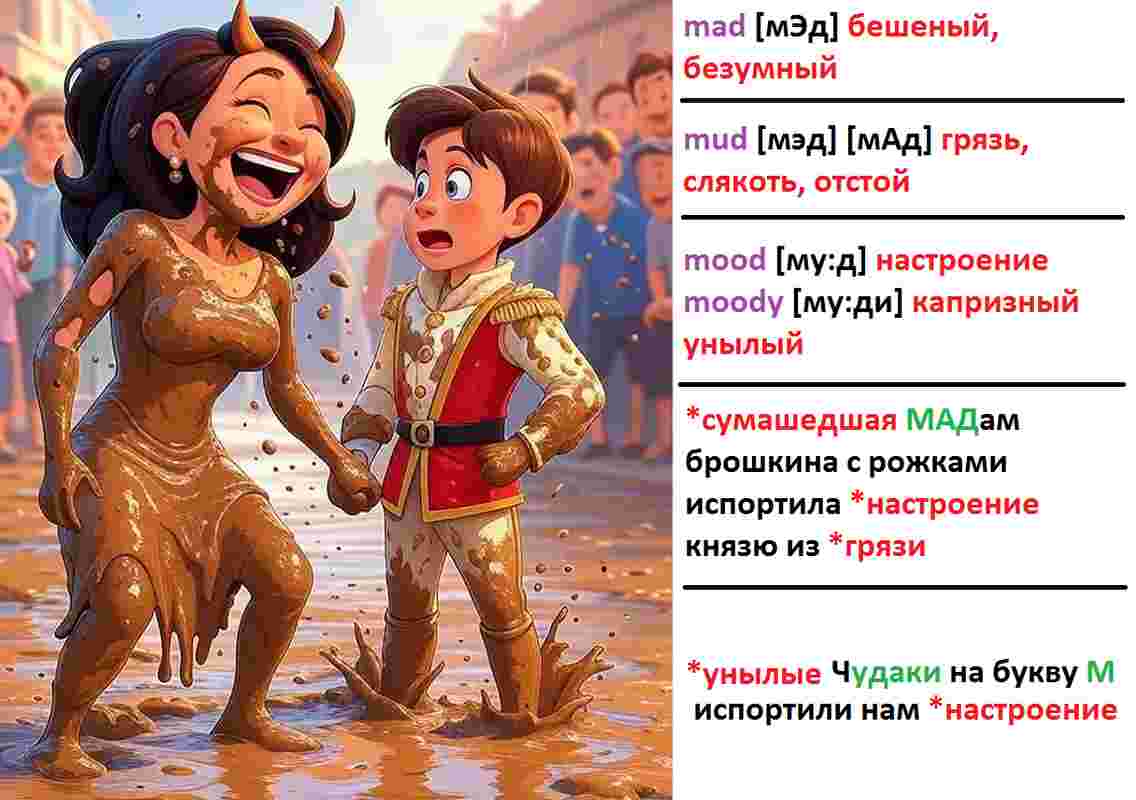 mad [мЭд] бешеный,
безумный
mud [мэд] [мАд] грязь,
слякоть, отстой
mood [му:д] настроение
moody [му:ди] капризный
унылый
*сумашедшая МАДам
брошкина с рожками
испортила *настроение
князю из *грязи
*унылые Чудаки на букву М
испортили нам *настроение